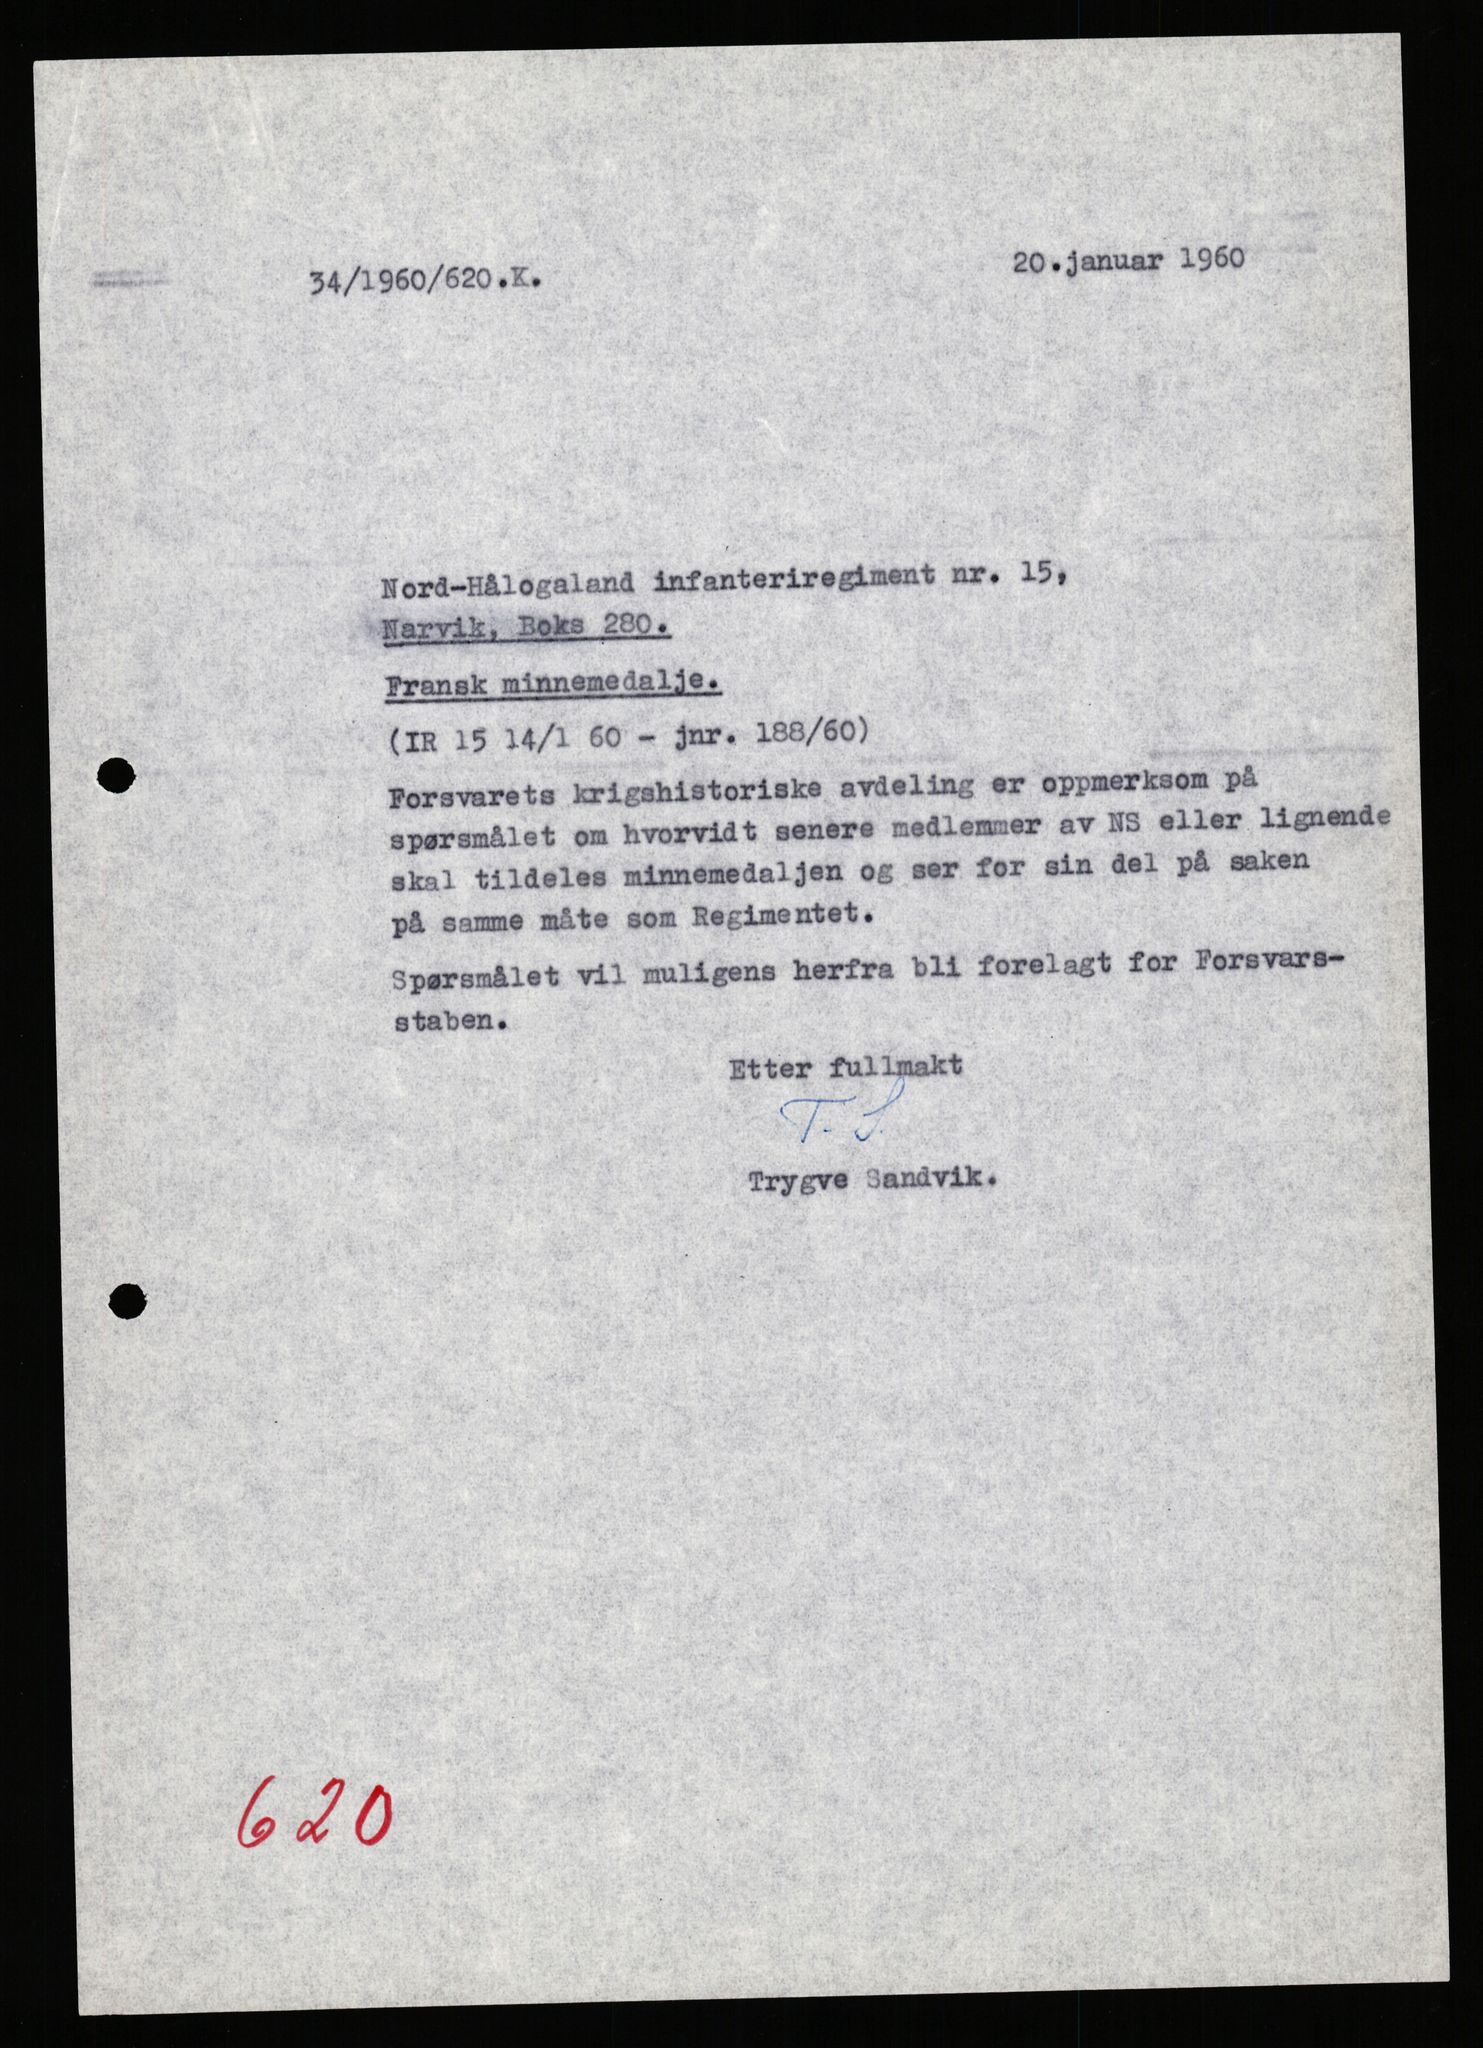 34/1960/620.K.
20.januar 1960
Nord-Hålogaland infanteriregiment nr. 15,
Narvik, Boks 280.
Fransk minnemedalje.
(IR 15 14/1 60 - jnr. 188/60)
Forsvarets krigshistoriske avdeling er oppmerksom på
spørsmålet om hvorvidt senere medlemmer av NS eller lignende
skal tildeles minnemedaljen og ser for sin del på saken
på samme måte som Regimentet.
Spørsmålet vil muligens herfra bli forelagt for Forsvars-
staben.
Etter fullmakt
T. S.
Trygve Sandvik.
620